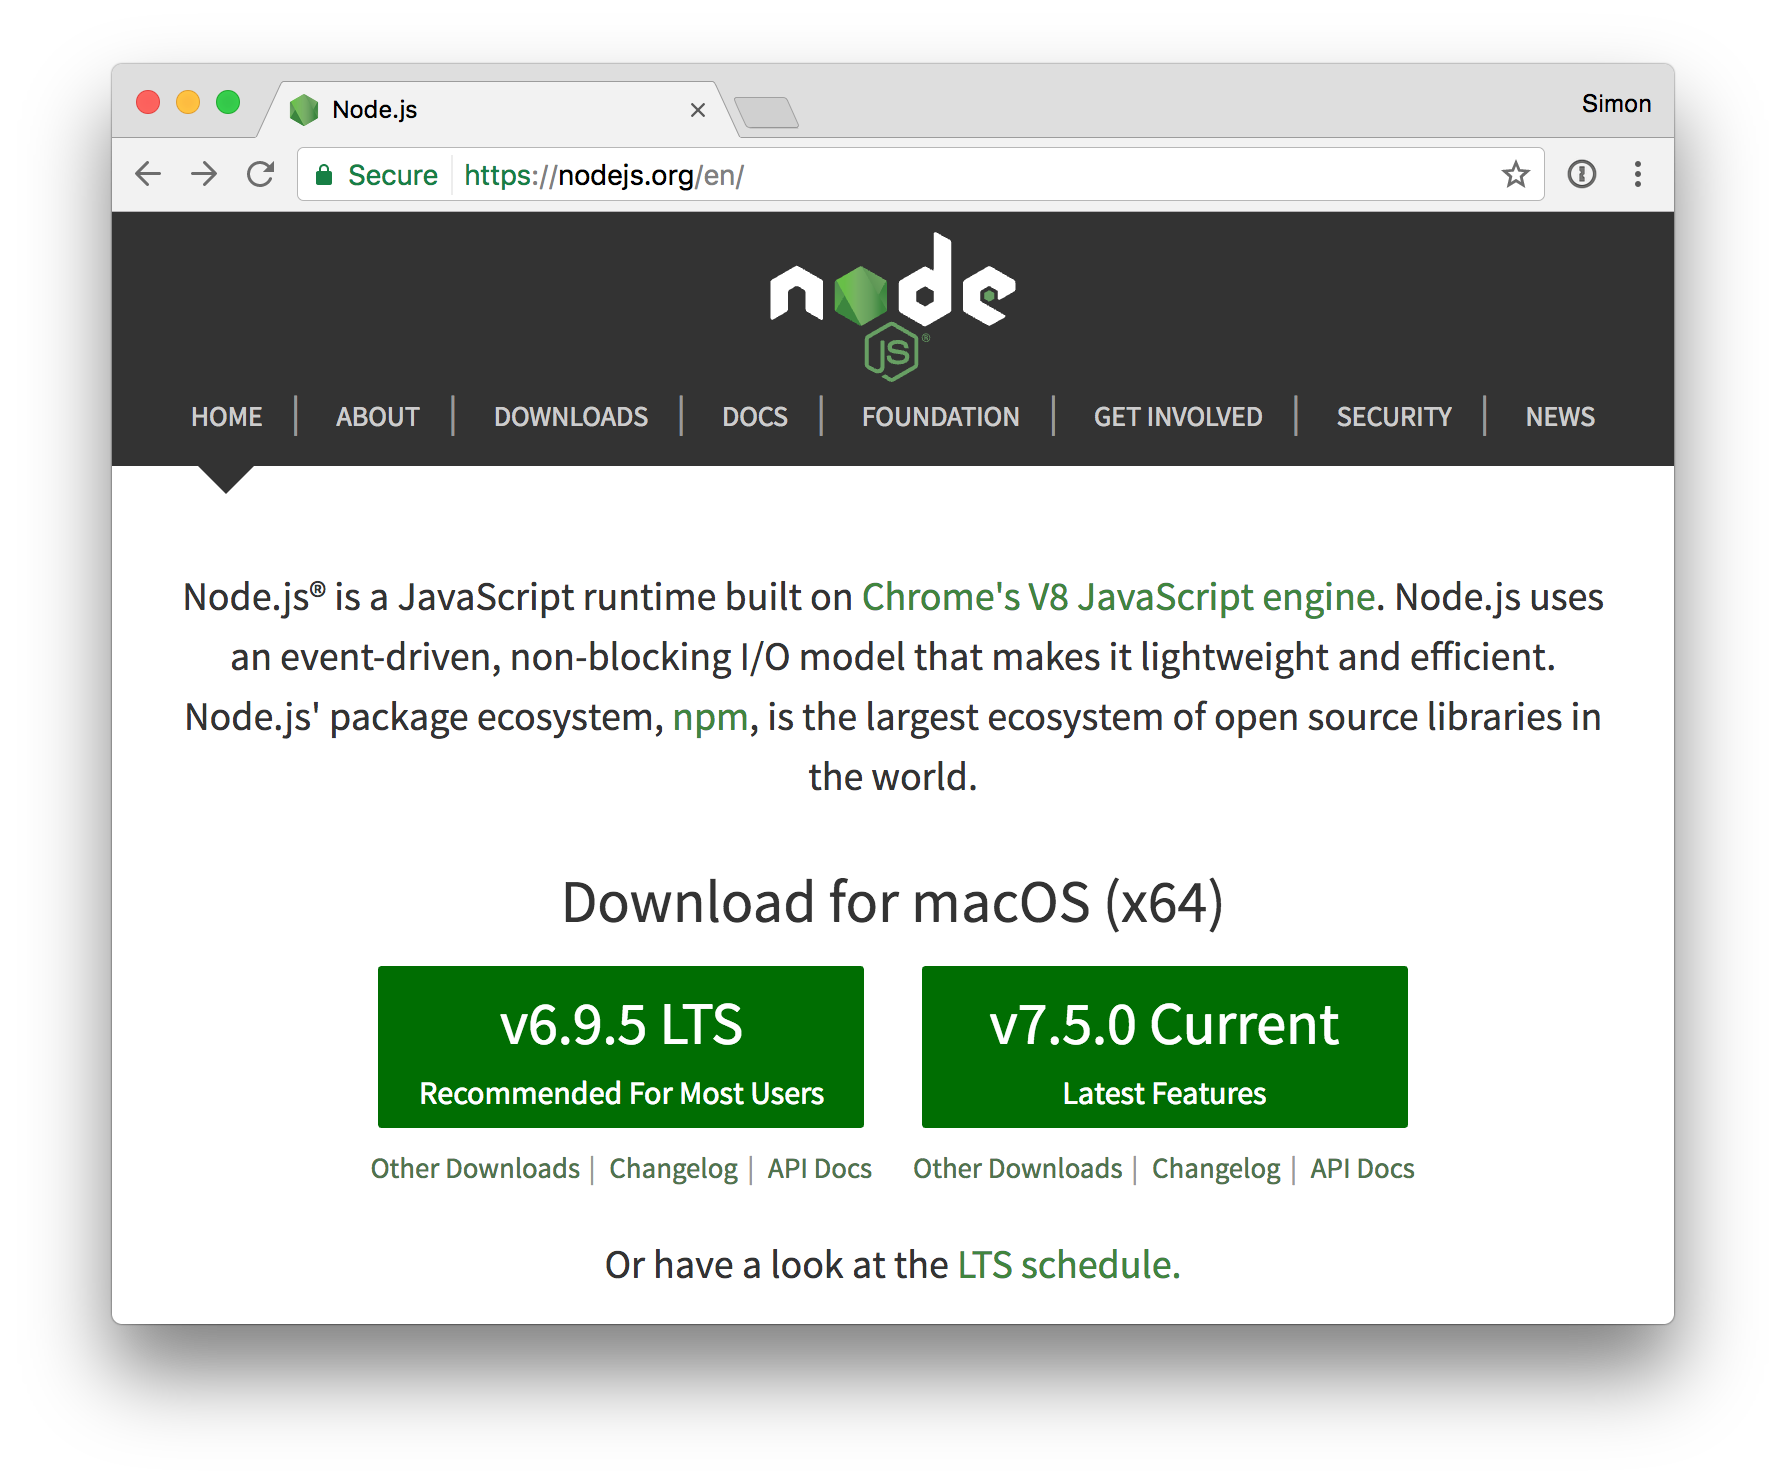 Node.js
Simon
Secure https://nodejs.org/en/
node
JS®
HOME | ABOUT | DOWNLOADS | DOCS | FOUNDATION | GET INVOLVED | SECURITY | NEWS
Node.js® is a JavaScript runtime built on Chrome's V8 JavaScript engine. Node.js uses
an event-driven, non-blocking I/O model that makes it lightweight and efficient.
Node.js' package ecosystem, npm, is the largest ecosystem of open source libraries in
the world.
Download for macOS (x64)
v6.9.5 LTS
Recommended For Most Users
v7.5.0 Current
Latest Features
Other Downloads | Changelog | API Docs
Other Downloads | Changelog | API Docs
Or have a look at the LTS schedule.